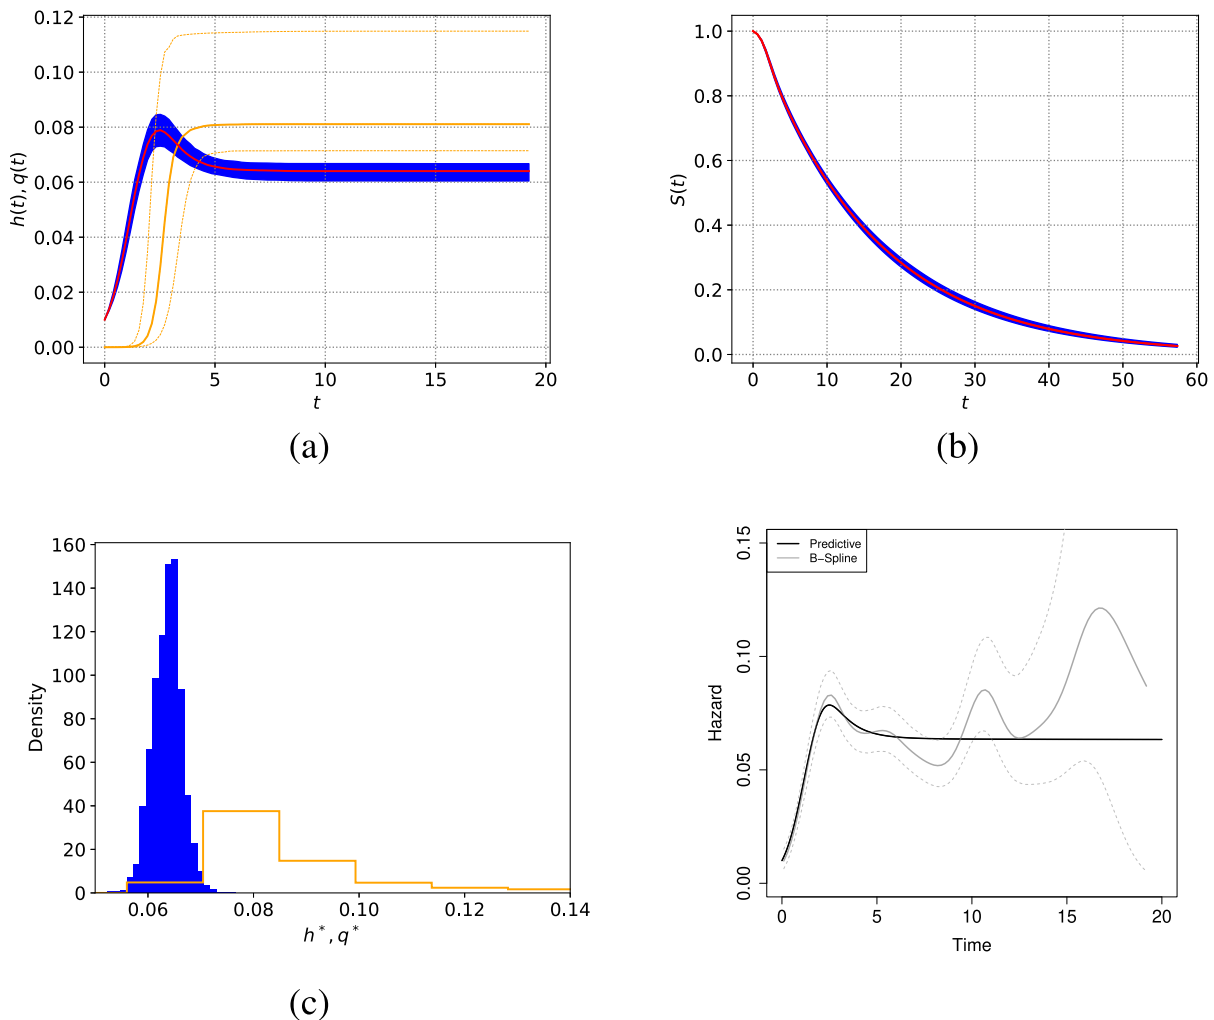 0.12
0.10
0.08
0.06
0.04
0.02
0.00
h(t), q(t)
0 5 10 15 20
t
(a)
1.0
0.8
0.6
0.4
0.2
0.0
S(t)
0 10 20 30 40 50 60
t
(b)
160
140
120
100
80
60
40
20
0
Density
0.06 0.08 0.10 0.12 0.14
h*, q*
(c)
Predictive
B−Spline
0.15
0.10
0.05
0.00
Hazard
0 5 10 15 20
Time